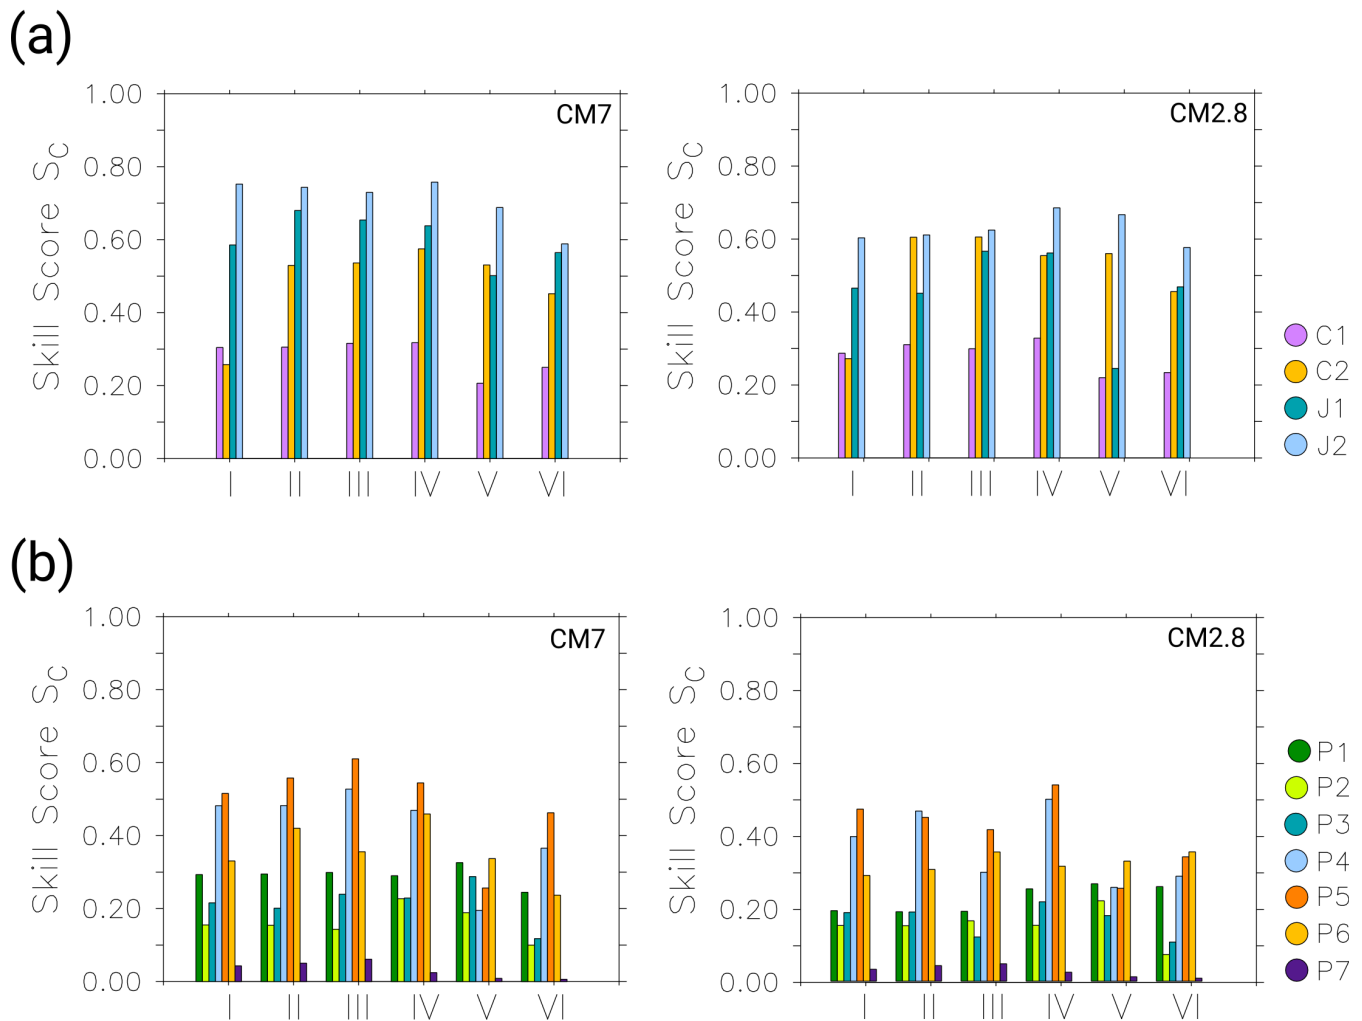 (a)
CM7
Skill Score SC
1.00
0.80
0.60
0.40
0.20
0.00
I II III IV V VI
CM2.8
Skill Score SC
1.00
0.80
0.60
0.40
0.20
0.00
I II III IV V VI
C1
C2
J1
J2
(b)
CM7
Skill Score SC
1.00
0.80
0.60
0.40
0.20
0.00
I II III IV V VI
CM2.8
Skill Score SC
1.00
0.80
0.60
0.40
0.20
0.00
I II III IV V VI
P1
P2
P3
P4
P5
P6
P7